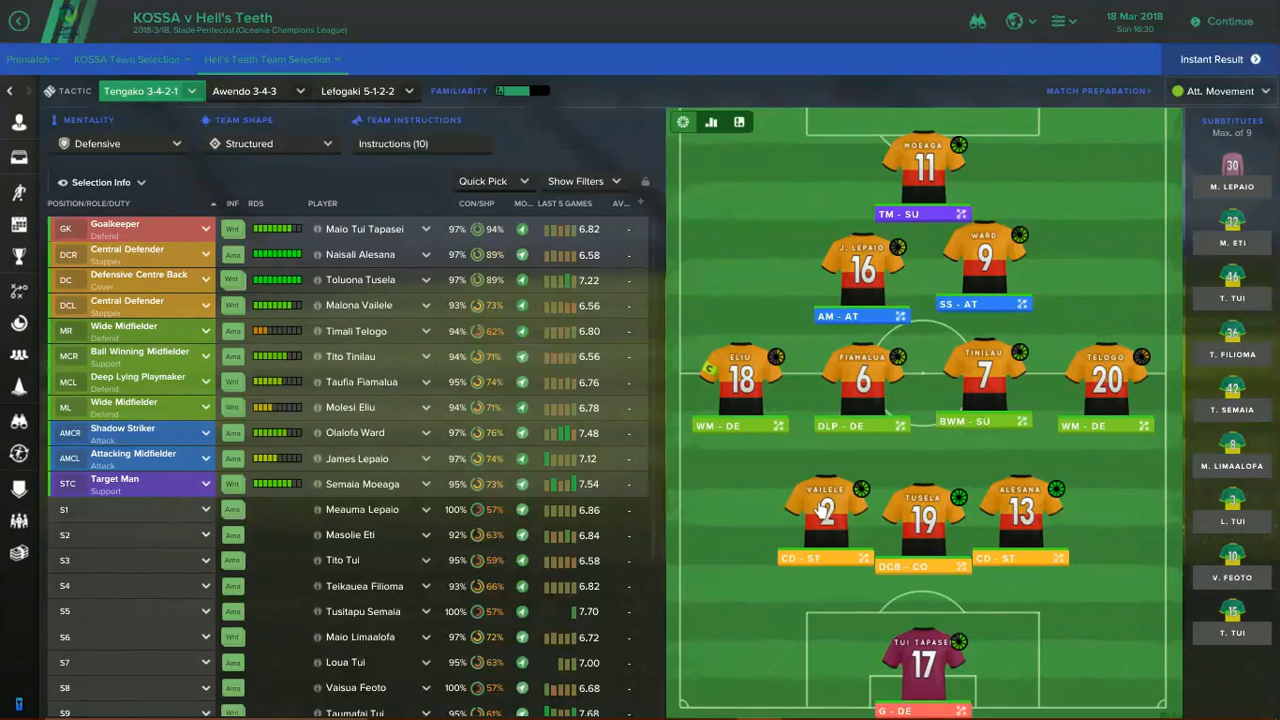 KOSSA v Hell's Teeth
2018/3/18, Stade Pentecost (Oceania Champions League)
18 Mar 2018
Sun 16:30
Continue
Prematch
KOSSA Team Selection
Hell's Teeth Team Selection
Instant Result
TACTIC
Tengako 3-4-2-1
Awendo 3-4-3
Lefogaki 5-1-2-2
FAMILIARITY
MATCH PREPARATION>
Att. Movement
MENTALITY
TEAM SHAPE
TEAM INSTRUCTIONS
Defensive
Structured
Instructions (10)
Selection Info
Quick Pick
Show Filters
POSITION/ROLE/DUTY INF RDS PLAYER CON/SHP MO... LAST 5 GAMES AV...
GK Goalkeeper Defend Wnt Maio Tui Tapasei 97% 94% 6.82
DCR Central Defender Stopper Ama Naisali Alesana 97% 89% 6.58
DC Defensive Centre Back Cover Wnt Toluona Tusela 97% 89% 7.22
DCL Central Defender Stopper Wnt Malona Vailele 93% 73% 6.56
MR Wide Midfielder Defend Ama Timali Telogo 94% 62% 6.80
MCR Ball Winning Midfielder Support Ama Tito Tinilau 94% 71% 6.56
MCL Deep Lying Playmaker Defend Ama Taufia Fiamalua 95% 74% 6.76
ML Wide Midfielder Defend Wnt Molesi Eliu 94% 71% 6.78
AMCR Shadow Striker Attack Ama Olalofa Ward 97% 76% 7.48
AMCL Attacking Midfielder Attack Ama James Lepaio 97% 74% 7.12
STC Target Man Support Wnt Semaia Moeaga 95% 73% 7.54
S1 Ama Meauma Lepaio 100% 57% 6.86
S2 Ama Masolie Eti 92% 63% 6.84
S3 Ama Tito Tui 95% 59% 6.58
S4 Ama Teikauea Filioma 93% 66% 6.82
S5 Ama Tusitapu Semaia 100% 57% 7.70
S6 Wnt Maio Limaalofa 97% 72% 6.72
S7 Ama Loua Tui 95% 63% 7.00
S8 Ama Vaisua Feoto 100% 57% 6.68
S9 Ama Taumafai Tui 95% 61% 7.68
MOEAGA
11
TM - SU
J. LEPAIO
16
AM - AT
WARD
9
SS - AT
ELIU
18
WM - DE
FIAMALUA
6
DLP - DE
TINILAU
7
BWM - SU
TELOGO
20
WM - DE
VAILELE
2
CD - ST
TUSELA
19
DCB - CO
ALESANA
13
CD - ST
TUI TAPASEI
17
G - DE
SUBSTITUTES
Max. of 9
30
M. LEPAIO
32
M. ETI
46
T. TUI
36
T. FILIOMA
42
T. SEMAIA
8
M. LIMAALOFA
3
L. TUI
10
V. FEOTO
15
T. TUI